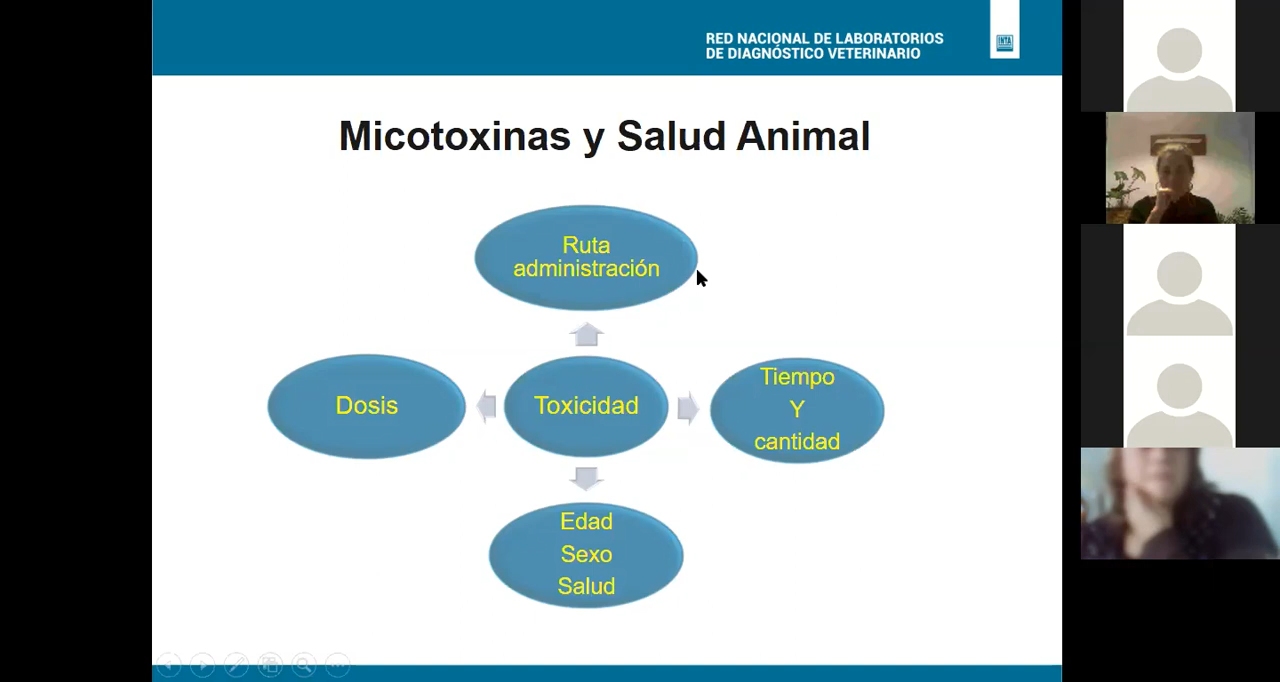 RED NACIONAL DE LABORATORIOS
DE DIAGNÓSTICO VETERINARIO
INTA
Micotoxinas y Salud Animal
Ruta
administración
Dosis
Toxicidad
Tiempo
Y
cantidad
Edad
Sexo
Salud